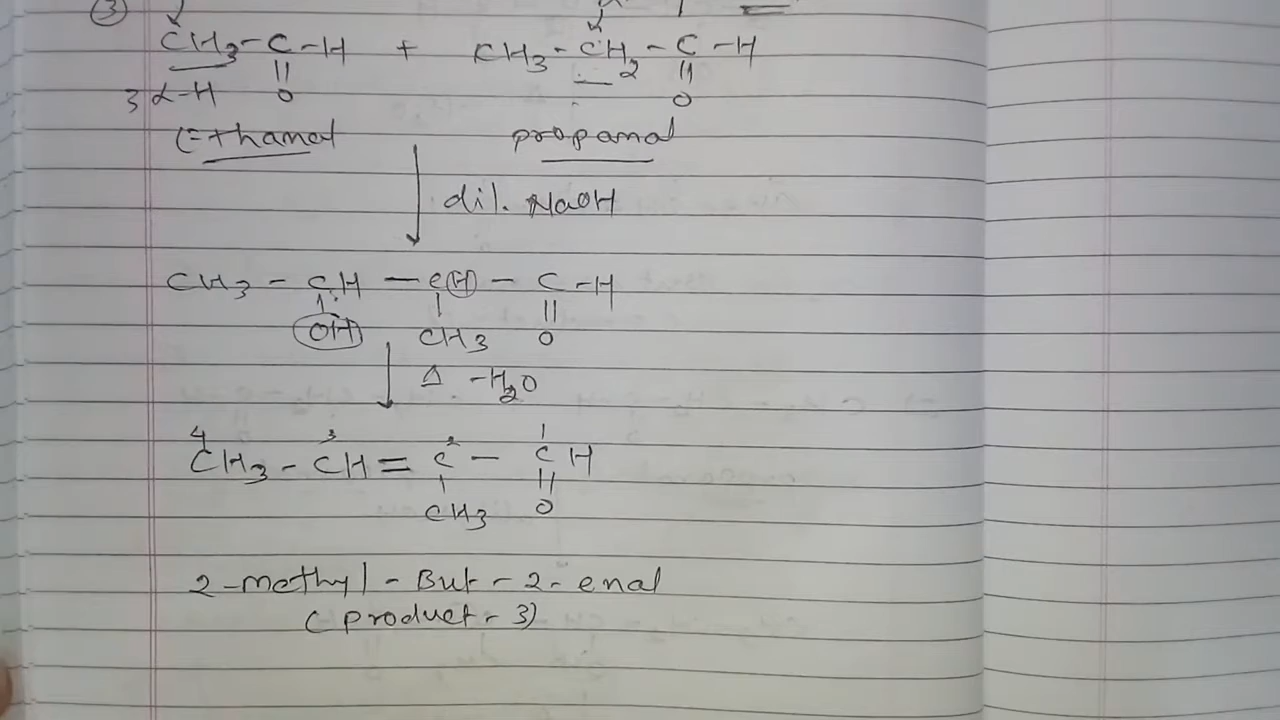 ③
CH3-C-H + CH3-CH2-C-H
3 α-H || O || O
Ethanal propanal
dil. NaOH
CH3 - CH - CH - C-H
OH CH3 || O
Δ -H2O
4 3 2 1
CH3-CH=C-CH
CH3 || O
2-methyl-But-2-enal
(product-3)